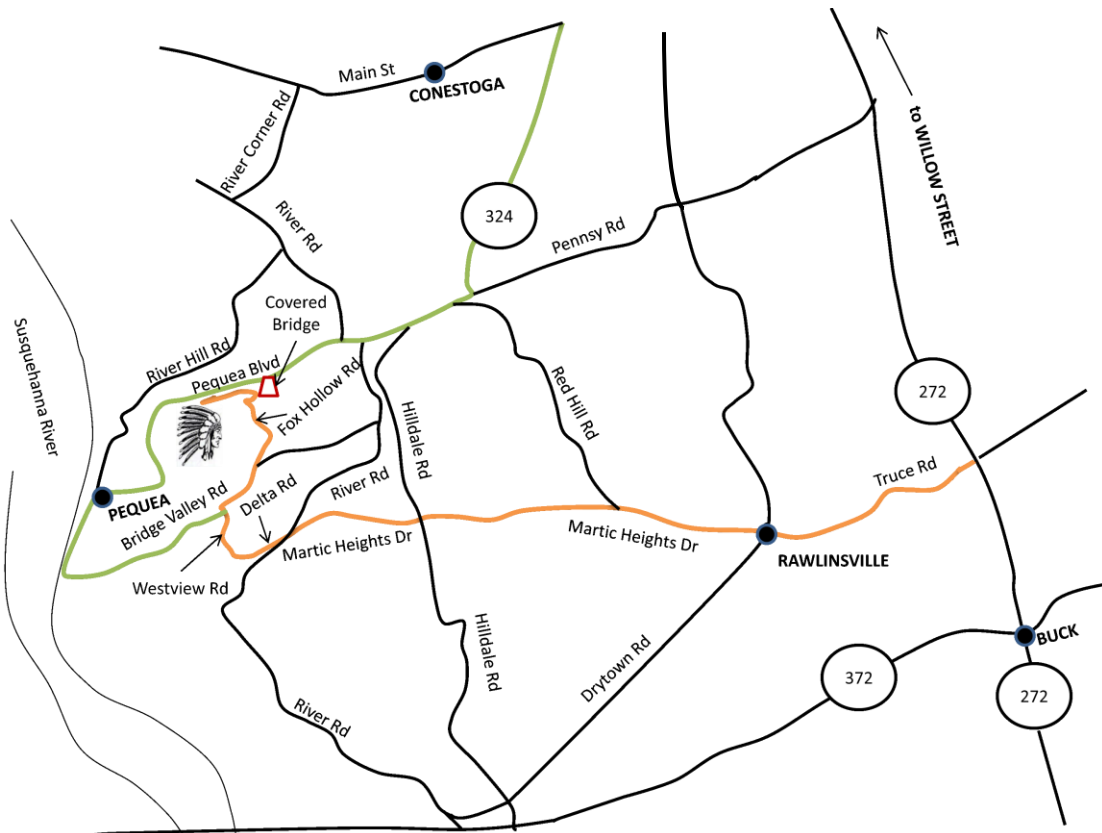 Main St
CONESTOGA
River Corner Rd
to WILLOW STREET
324
River Rd
Pennsy Rd
Covered
Bridge
Susquehanna River
River Hill Rd
Pequea Blvd
Fox Hollow Rd
Red Hill Rd
272
Hilldale Rd
Truce Rd
PEQUEA
Bridge Valley Rd
Delta Rd
River Rd
Martic Heights Dr
Martic Heights Dr
RAWLINSVILLE
Westview Rd
Hilldale Rd
BUCK
Drytown Rd
372
272
River Rd